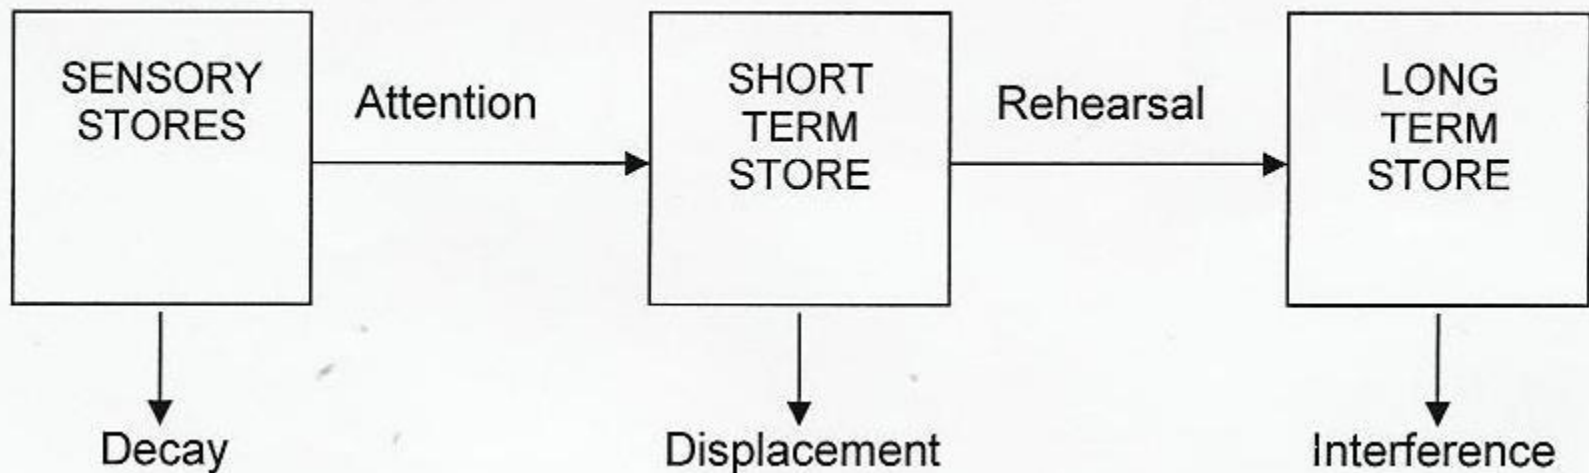 SENSORY
STORES
Attention
SHORT
TERM
STORE
Rehearsal
LONG
TERM
STORE
Decay
Displacement
Interference